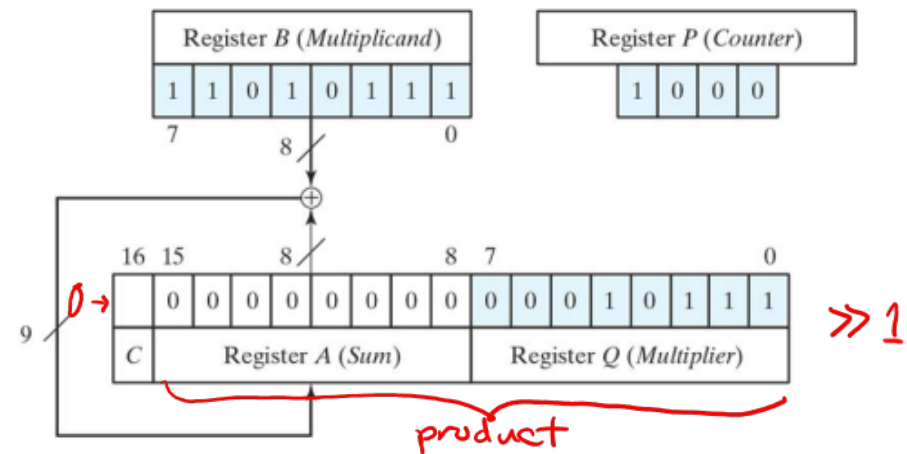 Register B (Multiplicand) Register P (Counter)
1 1 0 1 0 1 1 1 1 0 0 0
7 8 0
16 15 8 8 7 0
0→ 0 0 0 0 0 0 0 0 0 0 0 1 0 1 1 1 >> 1
9
C Register A (Sum) Register Q (Multiplier)
product